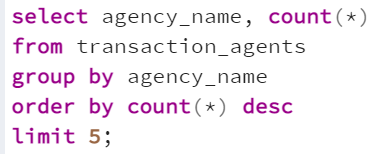 select agency_name, count(*)
from transaction_agents
group by agency_name
order by count(*) desc
limit 5;